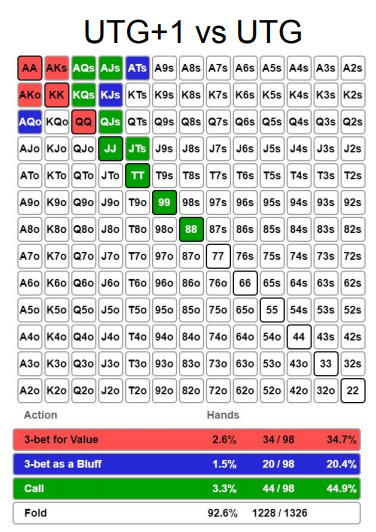 UTG+1 vs UTG
AA AKs AQs AJs ATs A9s A8s A7s A6s A5s A4s A3s A2s
AKo KK KQs KJs KTs K9s K8s K7s K6s K5s K4s K3s K2s
AQo KQo QQ QJs QTs Q9s Q8s Q7s Q6s Q5s Q4s Q3s Q2s
AJo KJo QJo JJ JTs J9s J8s J7s J6s J5s J4s J3s J2s
ATo KTo QTo JTo TT T9s T8s T7s T6s T5s T4s T3s T2s
A9o K9o Q9o J9o T9o 99 98s 97s 96s 95s 94s 93s 92s
A8o K8o Q8o J8o T8o 98o 88 87s 86s 85s 84s 83s 82s
A7o K7o Q7o J7o T7o 97o 87o 77 76s 75s 74s 73s 72s
A6o K6o Q6o J6o T6o 96o 86o 76o 66 65s 64s 63s 62s
A5o K5o Q5o J5o T5o 95o 85o 75o 65o 55 54s 53s 52s
A4o K4o Q4o J4o T4o 94o 84o 74o 64o 54o 44 43s 42s
A3o K3o Q3o J3o T3o 93o 83o 73o 63o 53o 43o 33 32s
A2o K2o Q2o J2o T2o 92o 82o 72o 62o 52o 42o 32o 22
Action Hands
3-bet for Value 2.6% 34 / 98 34.7%
3-bet as a Bluff 1.5% 20 / 98 20.4%
Call 3.3% 44 / 98 44.9%
Fold 92.6% 1228 / 1326